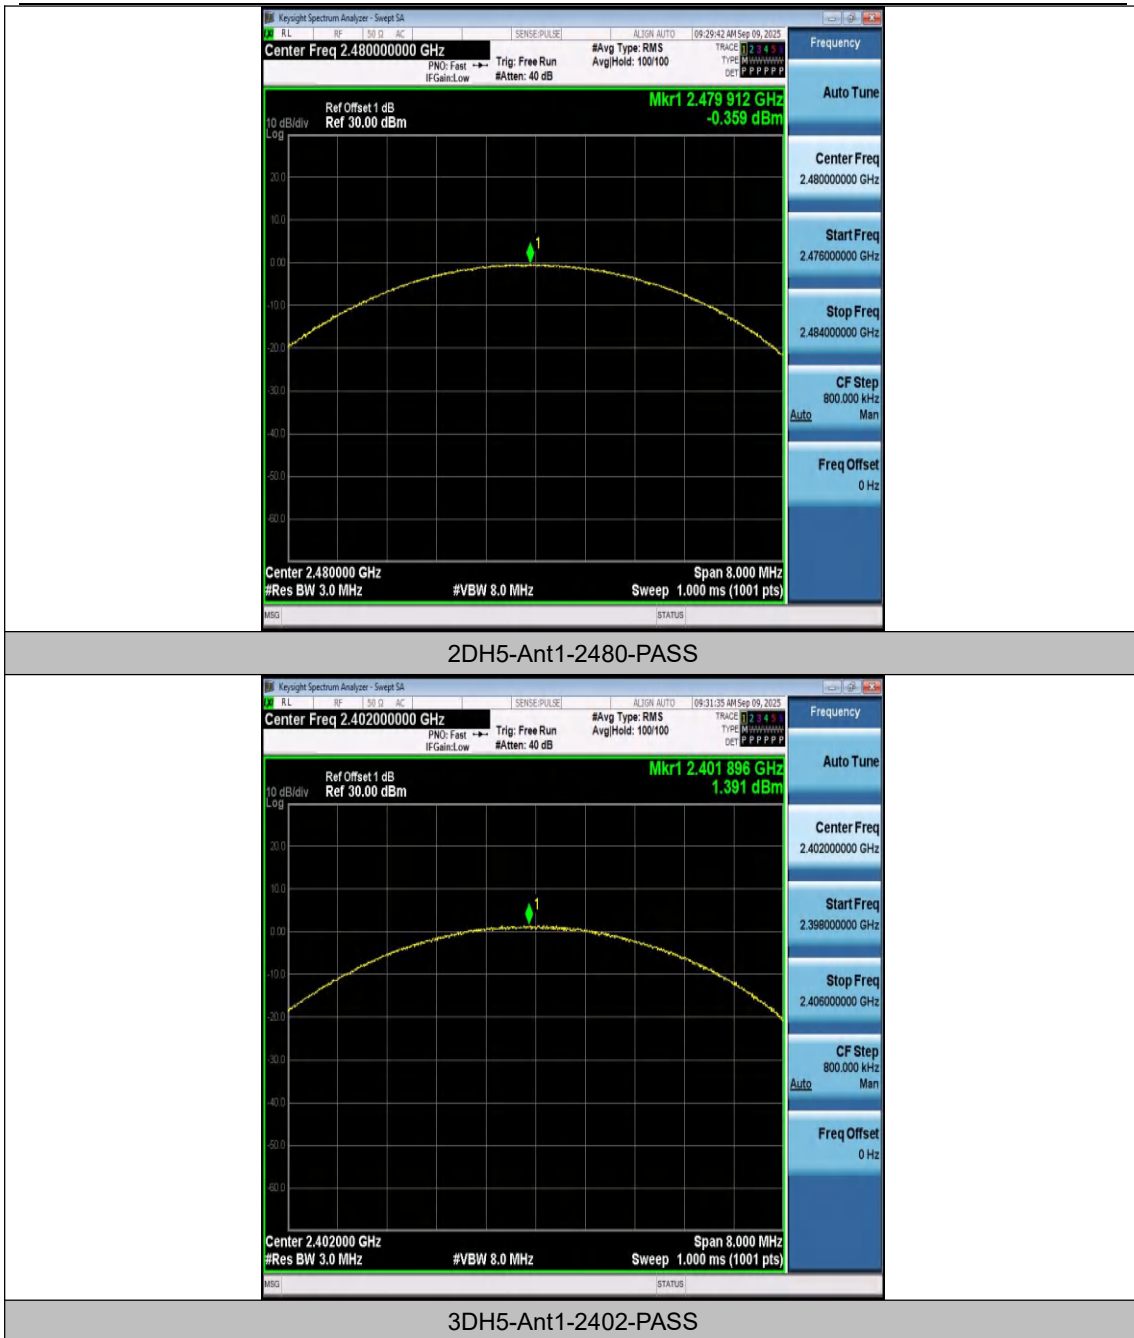 Keysight Spectrum Analyzer - Swept SA
RL RF 50 Ω AC SENSE:PULSE ALIGN AUTO 09:29:42 AM Sep 09, 2025
Center Freq 2.480000000 GHz #Avg Type: RMS TRACE 1 2 3 4 5 6 Frequency
PNO: Fast Trig: Free Run Avg|Hold: 100/100 TYPE M WWWWW
IFGain:Low #Atten: 40 dB DET P P P P P P
Auto Tune
Mkr1 2.479 912 GHz
Ref Offset 1 dB
10 dB/div Ref 30.00 dBm -0.359 dBm
Log
Center Freq
2.480000000 GHz
20.0
10.0
Start Freq
2.476000000 GHz
1
0.00
-10.0
Stop Freq
2.484000000 GHz
-20.0
-30.0
CF Step
800.000 kHz
Auto Man
-40.0
Freq Offset
0 Hz
-50.0
-60.0
Center 2.480000 GHz Span 8.000 MHz
#Res BW 3.0 MHz #VBW 8.0 MHz Sweep 1.000 ms (1001 pts)
MSG STATUS
2DH5-Ant1-2480-PASS
Keysight Spectrum Analyzer - Swept SA
RL RF 50 Ω AC SENSE:PULSE ALIGN AUTO 09:31:35 AM Sep 09, 2025
Center Freq 2.402000000 GHz #Avg Type: RMS TRACE 1 2 3 4 5 6 Frequency
PNO: Fast Trig: Free Run Avg|Hold: 100/100 TYPE M WWWWW
IFGain:Low #Atten: 40 dB DET P P P P P P
Auto Tune
Mkr1 2.401 896 GHz
Ref Offset 1 dB
10 dB/div Ref 30.00 dBm 1.391 dBm
Log
Center Freq
2.402000000 GHz
20.0
10.0
Start Freq
2.398000000 GHz
1
0.00
-10.0
Stop Freq
2.406000000 GHz
-20.0
-30.0
CF Step
800.000 kHz
Auto Man
-40.0
Freq Offset
0 Hz
-50.0
-60.0
Center 2.402000 GHz Span 8.000 MHz
#Res BW 3.0 MHz #VBW 8.0 MHz Sweep 1.000 ms (1001 pts)
MSG STATUS
3DH5-Ant1-2402-PASS